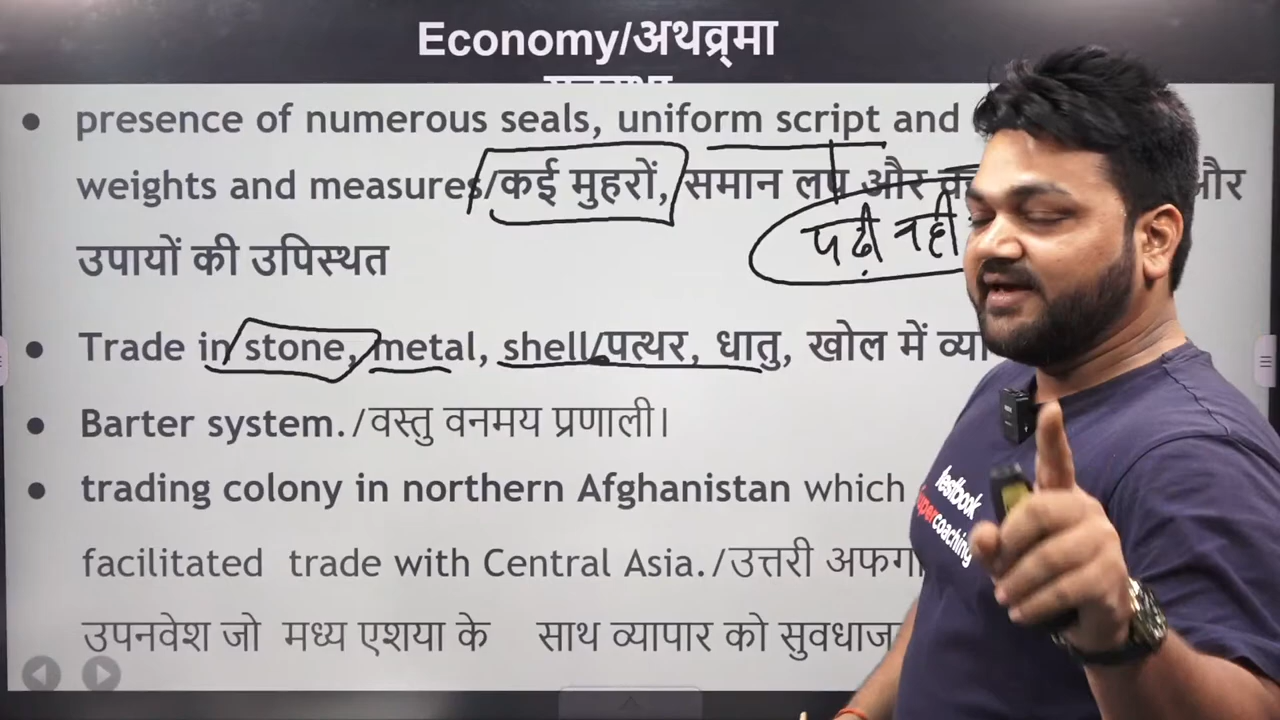 Economy/अथव्र्मा
presence of numerous seals, uniform script and
weights and measures/कई मुहरों, समान लप और और
उपायों की उपिस्थत
पढी नही
Trade in stone, metal, shell/पत्थर, धातु, खोल में व्या
Barter system./वस्तु वनमय प्रणाली।
trading colony in northern Afghanistan which
facilitated trade with Central Asia./उत्तरी अफगा
उपनवेश जो मध्य एशया के साथ व्यापार को सुवधाज
testbook
supercoaching